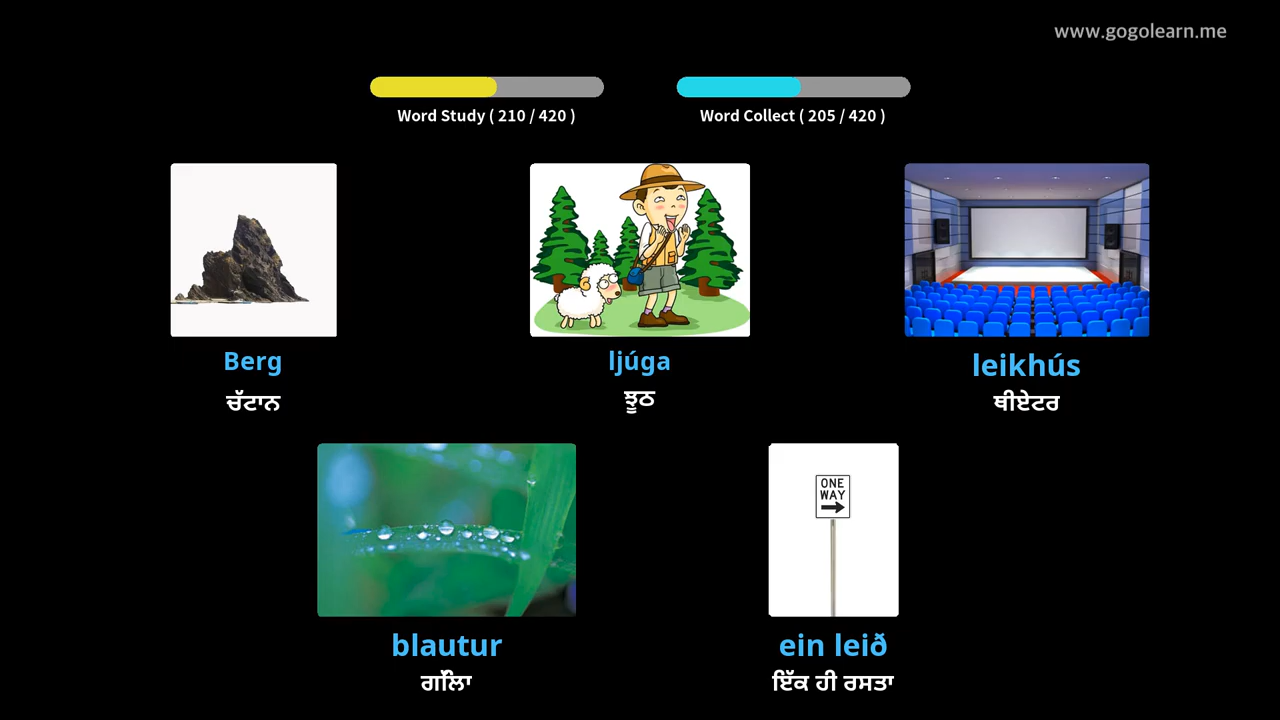 www.gogolearn.me
Word Study ( 210 / 420 )
Word Collect ( 205 / 420 )
Berg
ljúga
leikhús
ਚੱਟਾਨ
ਝੂਠ
ਥੀਏਟਰ
ONE
WAY
blautur
ein leið
ਗਿੱਲਾ
ਇੱਕ ਹੀ ਰਸਤਾ